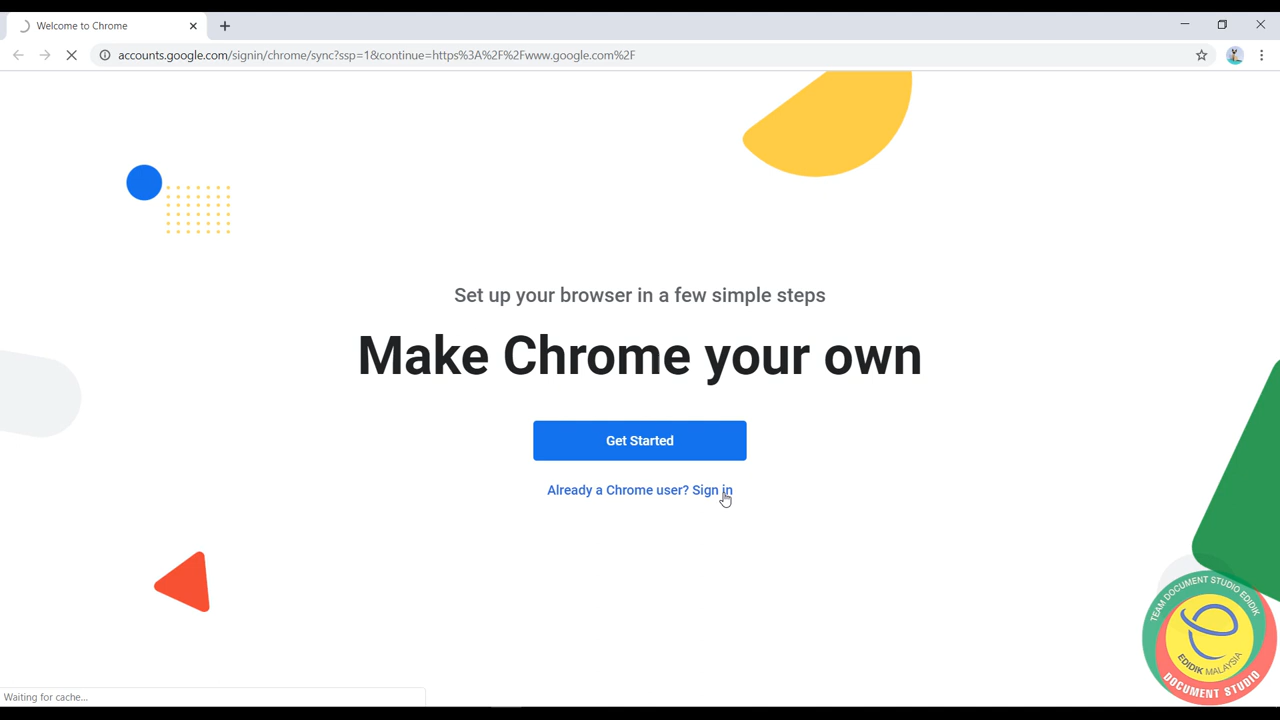 Welcome to Chrome
accounts.google.com/signin/chrome/sync?ssp=1&continue=https%3A%2F%2Fwww.google.com%2F
Set up your browser in a few simple steps
Make Chrome your own
Get Started
Already a Chrome user? Sign in
TEAM DOCUMENT STUDIO EDIDIK
EDIDIK MALAYSIA
DOCUMENT STUDIO
Waiting for cache...